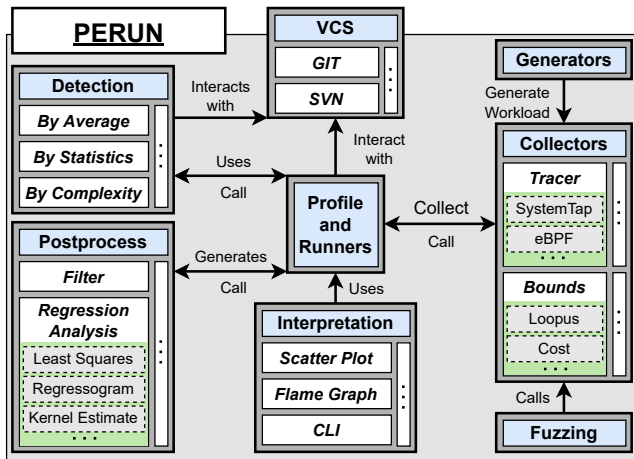 PERUN
VCS
GIT
SVN
Generators
Detection
By Average
By Statistics
By Complexity
Interacts
with
Generate
Workload
Interact
with
Uses
Call
Profile
and
Runners
Collect
Call
Collectors
Tracer
SystemTap
eBPF
...
Bounds
Loopus
Cost
...
Postprocess
Filter
Regression
Analysis
Least Squares
Regressogram
Kernel Estimate
...
Generates
Call
Uses
Interpretation
Scatter Plot
Flame Graph
CLI
Calls
Fuzzing